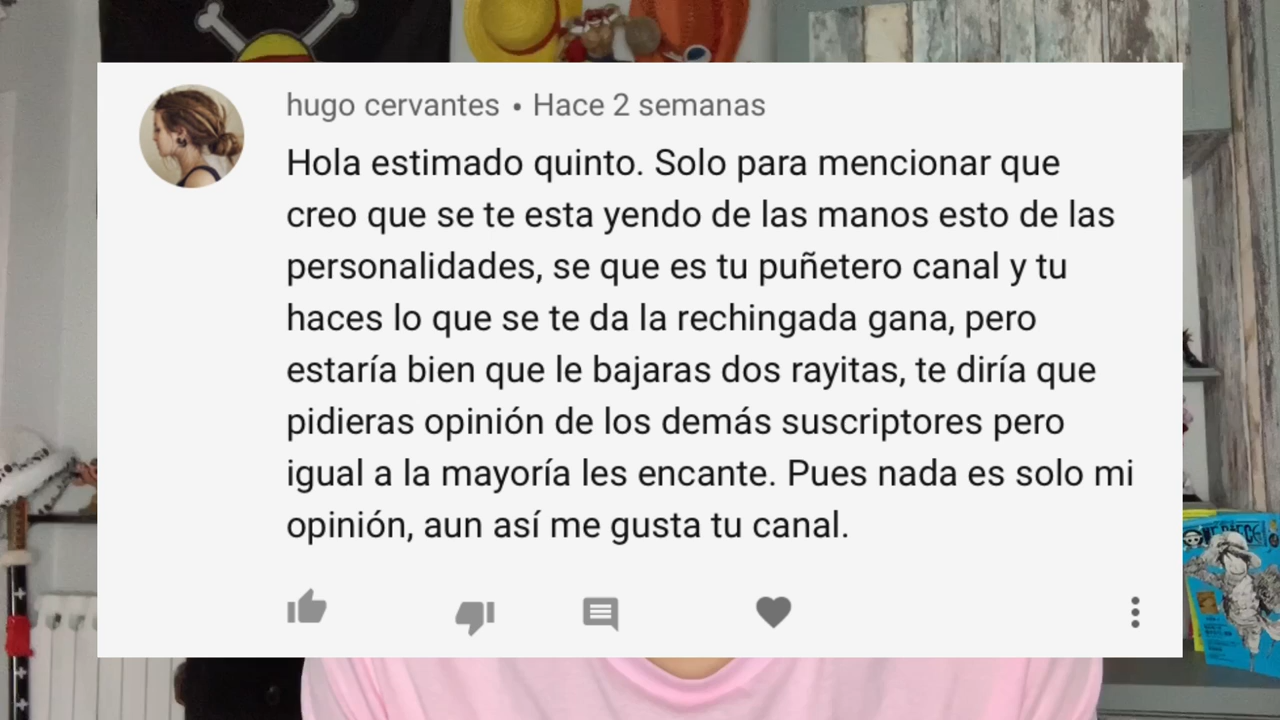 hugo cervantes • Hace 2 semanas
Hola estimado quinto. Solo para mencionar que
creo que se te esta yendo de las manos esto de las
personalidades, se que es tu puñetero canal y tu
haces lo que se te da la rechingada gana, pero
estaría bien que le bajaras dos rayitas, te diría que
pidieras opinión de los demás suscriptores pero
igual a la mayoría les encante. Pues nada es solo mi
opinión, aun así me gusta tu canal.